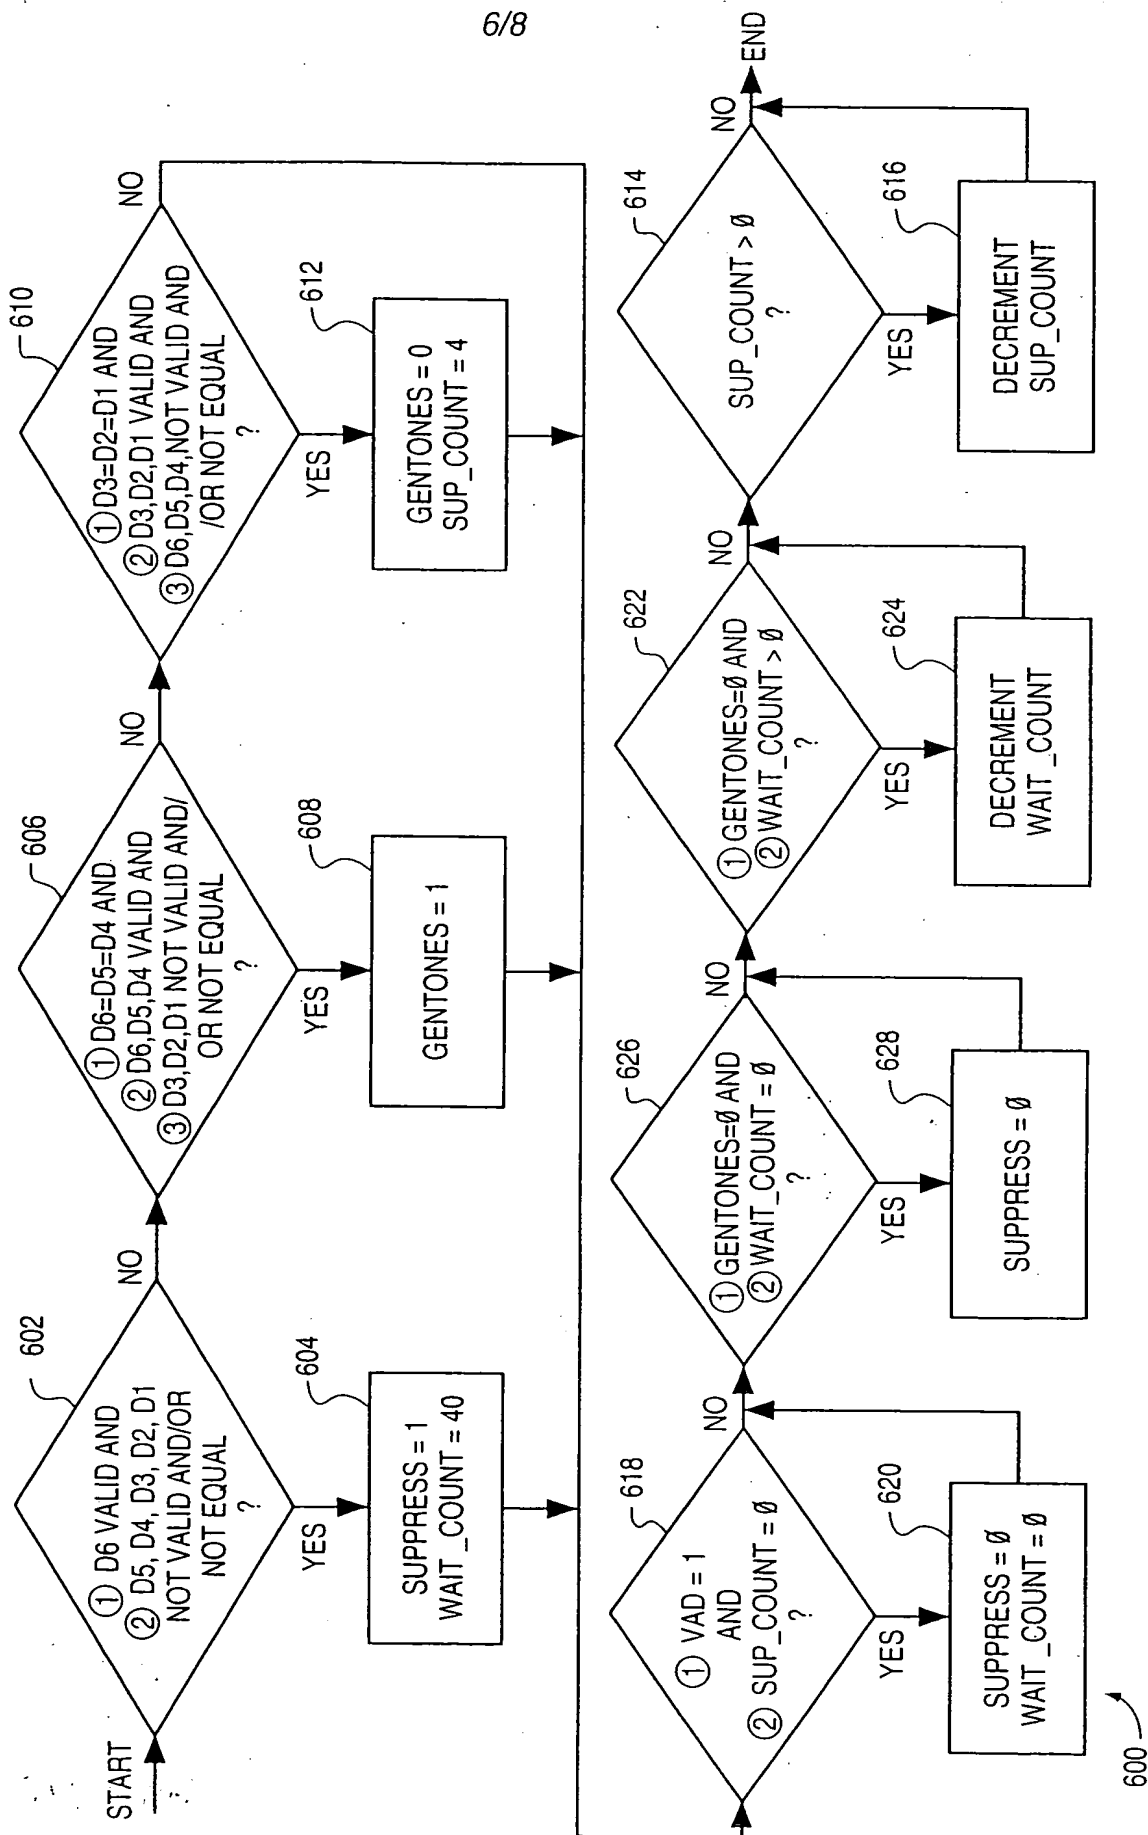 6/8
START
① D6 VALID AND
② D5, D4, D3, D2, D1
NOT VALID AND/OR
NOT EQUAL
?
602
NO
YES
604
SUPPRESS = 1
WAIT_COUNT = 40
① D6=D5=D4 AND
② D6,D5,D4 VALID AND
③ D3,D2,D1 NOT VALID AND/
OR NOT EQUAL
?
606
NO
YES
608
GENTONES = 1
① D3=D2=D1 AND
② D3,D2,D1 VALID AND
③ D6,D5,D4,NOT VALID AND
/OR NOT EQUAL
?
610
NO
YES
612
GENTONES = 0
SUP_COUNT = 4
① VAD = 1
AND
② SUP_COUNT = Ø
?
618
NO
YES
620
SUPPRESS = Ø
WAIT_COUNT = Ø
① GENTONES=Ø AND
② WAIT_COUNT = Ø
?
626
NO
YES
628
SUPPRESS = Ø
① GENTONES=Ø AND
② WAIT_COUNT > Ø
?
622
NO
YES
624
DECREMENT
WAIT_COUNT
SUP_COUNT > Ø
?
614
NO
END
YES
616
DECREMENT
SUP_COUNT
600